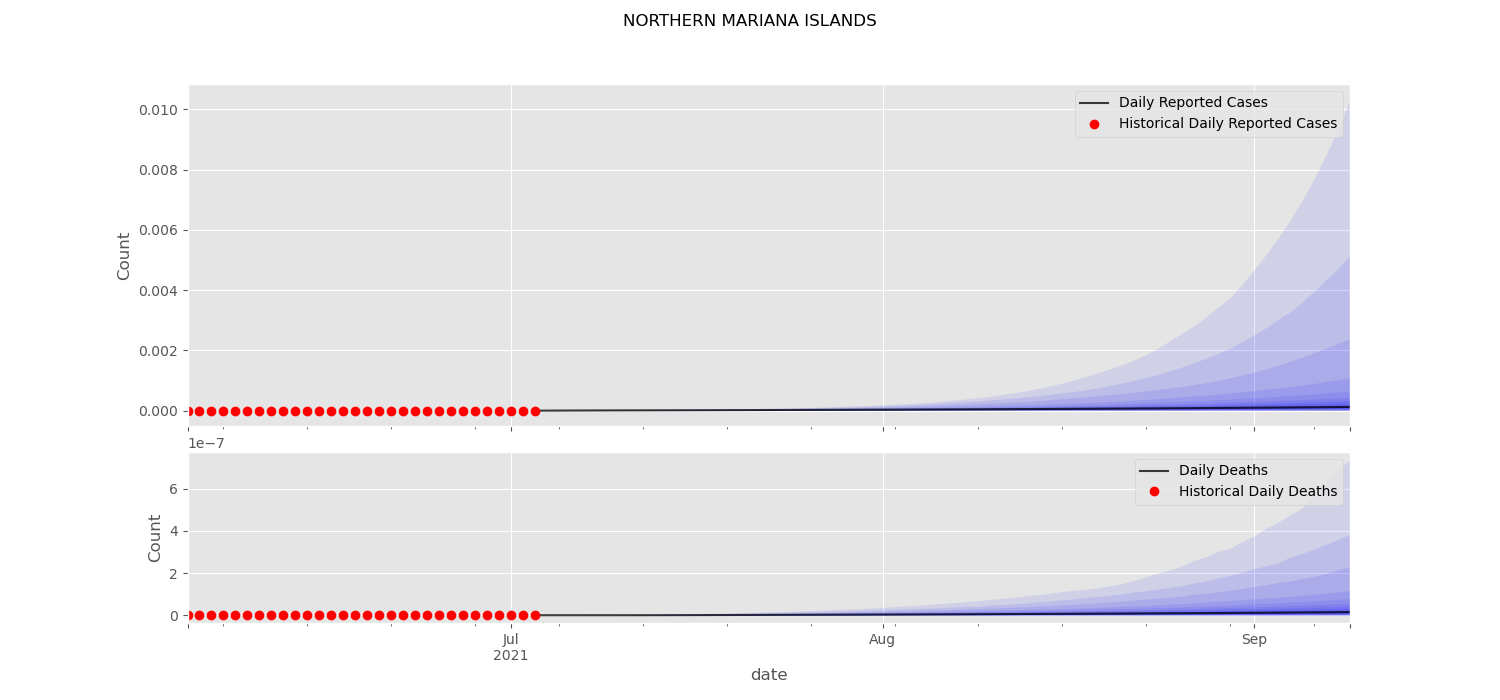 NORTHERN MARIANA ISLANDS
Daily Reported Cases
Historical Daily Reported Cases
0.010
0.008
0.006
0.004
0.002
0.000
Count
1e−7
Daily Deaths
Historical Daily Deaths
6
4
2
0
Count
Jul
2021
Aug
Sep
date